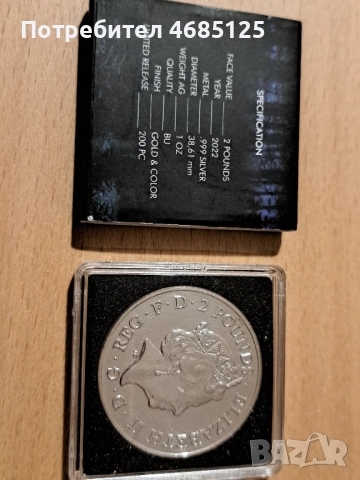 Потребител 4685125
SPECIFICATION
FACE VALUE 2 POUNDS
YEAR 2022
METAL .999 SILVER
DIAMETER 38,61 mm
WEIGHT AG 1 OZ
QUALITY BU
FINISH GOLD & COLOR
LIMITED RELEASE 200 PC
ELIZABETH II · D · G · REG · F · D · 2 POUNDS
BAZAR